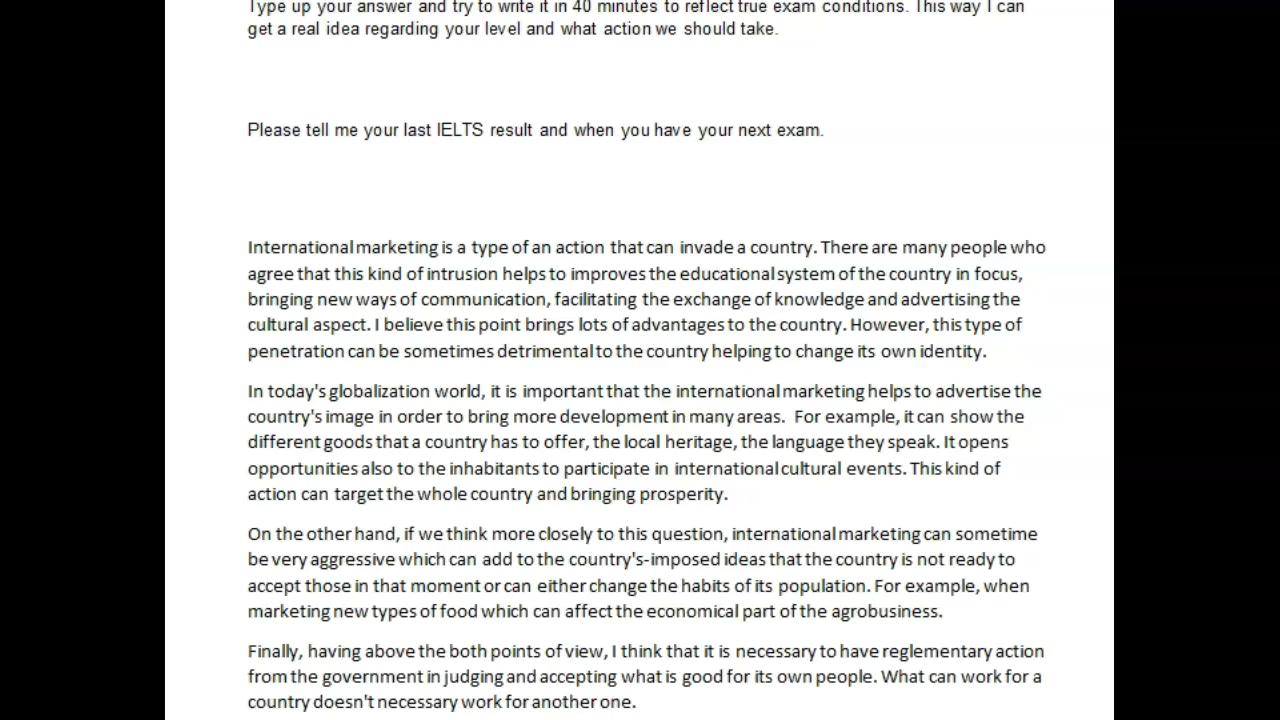 Type up your answer and try to write it in 40 minutes to reflect true exam conditions. This way I can
get a real idea regarding your level and what action we should take.
Please tell me your last IELTS result and when you have your next exam.
International marketing is a type of an action that can invade a country. There are many people who
agree that this kind of intrusion helps to improves the educational system of the country in focus,
bringing new ways of communication, facilitating the exchange of knowledge and advertising the
cultural aspect. I believe this point brings lots of advantages to the country. However, this type of
penetration can be sometimes detrimental to the country helping to change its own identity.
In today's globalization world, it is important that the international marketing helps to advertise the
country's image in order to bring more development in many areas.  For example, it can show the
different goods that a country has to offer, the local heritage, the language they speak. It opens
opportunities also to the inhabitants to participate in international cultural events. This kind of
action can target the whole country and bringing prosperity.
On the other hand, if we think more closely to this question, international marketing can sometime
be very aggressive which can add to the country's-imposed ideas that the country is not ready to
accept those in that moment or can either change the habits of its population. For example, when
marketing new types of food which can affect the economical part of the agrobusiness.
Finally, having above the both points of view, I think that it is necessary to have reglementary action
from the government in judging and accepting what is good for its own people. What can work for a
country doesn't necessary work for another one.